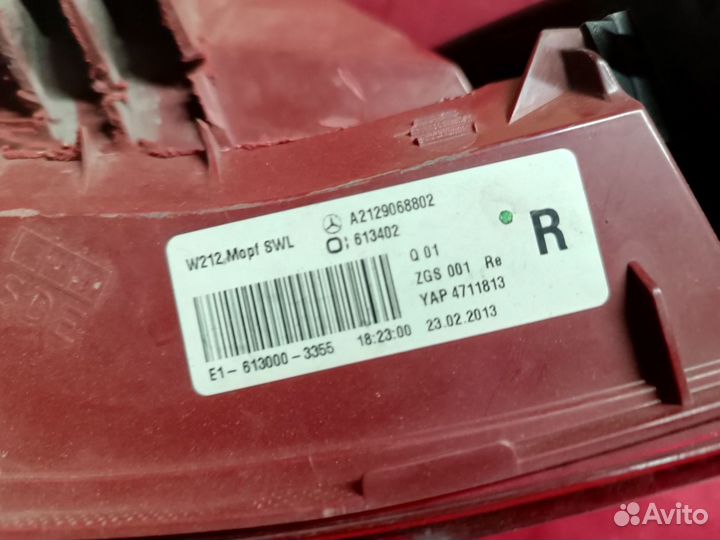 W212 Mopf SWL
A2129068802
613402
Q 01
ZGS 001 Re
YAP 4711813
23.02.2013
R
E1-613000-3355
18:23:00
Avito